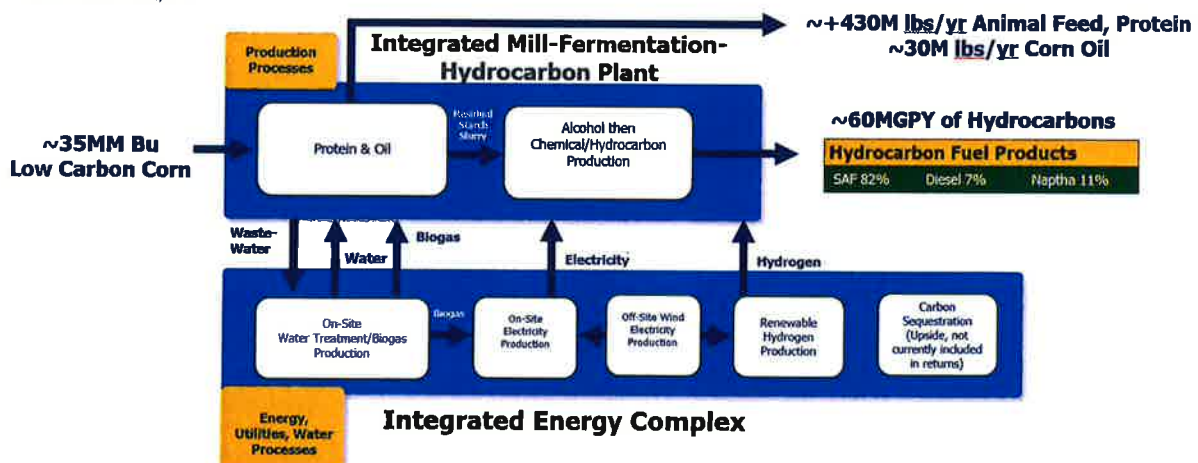 ~+430M lbs/yr Animal Feed, Protein
~30M lbs/yr Corn Oil
Production
Processes
Integrated Mill-Fermentation-
Hydrocarbon Plant
~35MM Bu
Low Carbon Corn
Protein & Oil
Residual
Starch
Slurry
Alcohol then
Chemical/Hydrocarbon
Production
~60MGPY of Hydrocarbons
Hydrocarbon Fuel Products
SAF 82% Diesel 7% Naptha 11%
Waste-
Water
Water
Biogas
Electricity
Hydrogen
On-Site
Water Treatment/Biogas
Production
Biogas
On-Site
Electricity
Production
Off-Site Wind
Electricity
Production
Renewable
Hydrogen
Production
Carbon
Sequestration
(Upside, not
currently included
in returns)
Energy,
Utilities, Water
Processes
Integrated Energy Complex